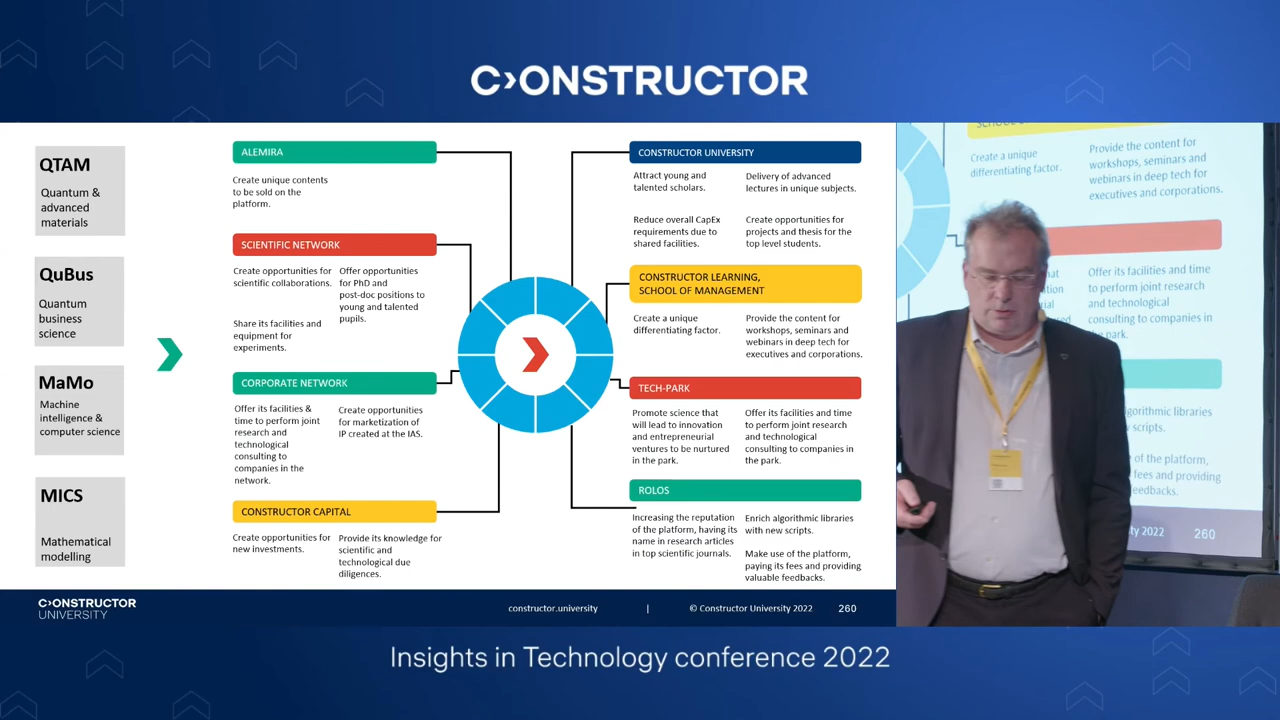 C›ONSTRUCTOR
QTAM
Quantum &
advanced
materials
QuBus
Quantum
business
science
MaMo
Machine
intelligence &
computer science
MICS
Mathematical
modelling
ALEMIRA
Create unique contents
to be sold on the
platform.
SCIENTIFIC NETWORK
Create opportunities for
scientific collaborations.
Share its facilities and
equipment for
experiments.
Offer opportunities
for PhD and
post-doc positions to
young and talented
pupils.
CORPORATE NETWORK
Offer its facilities &
time to perform joint
research and
technological
consulting to
companies in the
network.
Create opportunities
for marketization of
IP created at the IAS.
CONSTRUCTOR CAPITAL
Create opportunities for
new investments.
Provide its knowledge for
scientific and
technological due
diligences.
CONSTRUCTOR UNIVERSITY
Attract young and
talented scholars.
Delivery of advanced
lectures in unique subjects.
Reduce overall CapEx
requirements due to
shared facilities.
Create opportunities for
projects and thesis for the
top level students.
CONSTRUCTOR LEARNING,
SCHOOL OF MANAGEMENT
Create a unique
differentiating factor.
Provide the content for
workshops, seminars and
webinars in deep tech for
executives and corporations.
TECH-PARK
Promote science that
will lead to innovation
and entrepreneurial
ventures to be nurtured
in the park.
Offer its facilities and time
to perform joint research
and technological
consulting to companies in
the park.
ROLOS
Increasing the reputation
of the platform, having its
name in research articles
in top scientific journals.
Enrich algorithmic libraries
with new scripts.
Make use of the platform,
paying its fees and providing
valuable feedbacks.
C›ONSTRUCTOR
UNIVERSITY
constructor.university | © Constructor University 2022 260
Create a unique
differentiating factor.
Provide the content for
workshops, seminars and
webinars in deep tech for
executives and corporations.
Offer its facilities and time
to perform joint research
and technological
consulting to companies in
the park.
algorithmic libraries
scripts.
of the platform,
fees and providing
feedbacks.
2022 260
Insights in Technology conference 2022